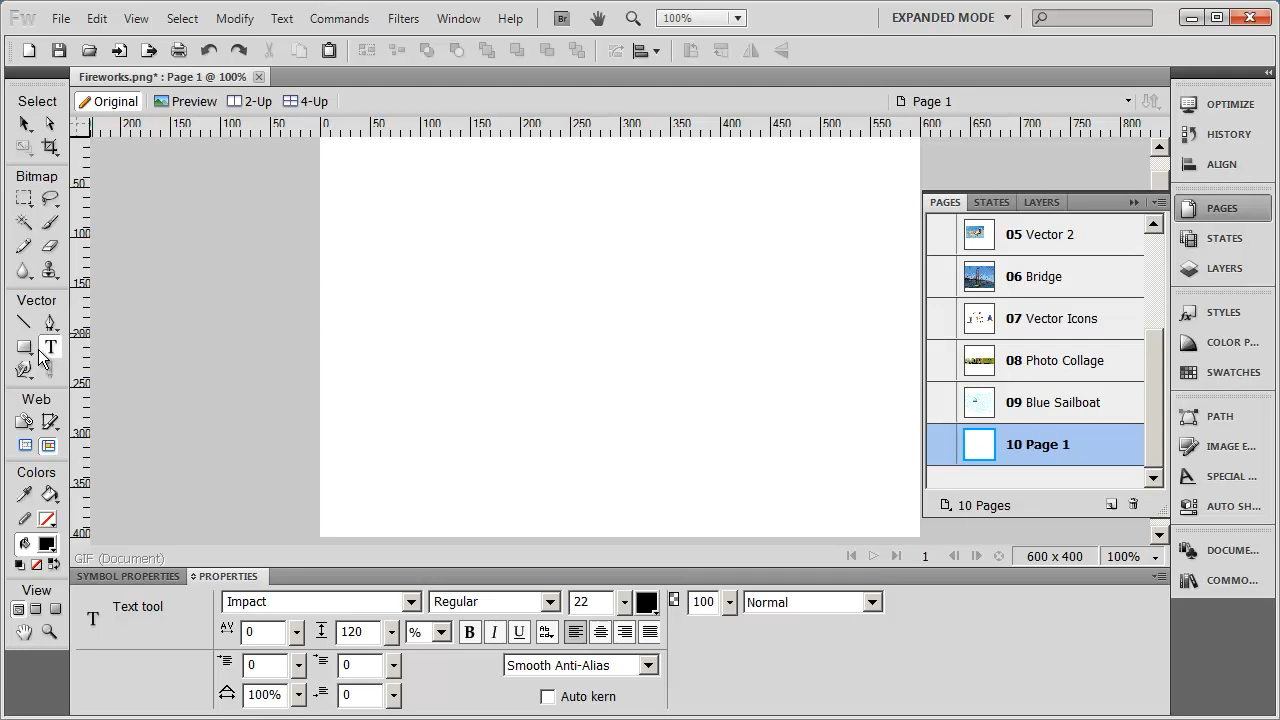 Fw File Edit View Select Modify Text Commands Filters Window Help Br 100% EXPANDED MODE
Fireworks.png* : Page 1 @ 100%
Original Preview 2-Up 4-Up Page 1
200 150 100 50 0 50 100 150 200 250 300 350 400 450 500 550 600 650 700 750 800
50
100
150
200
250
300
350
400
Select
Bitmap
Vector
T
Web
Colors
View
PAGES STATES LAYERS
05 Vector 2
06 Bridge
07 Vector Icons
08 Photo Collage
09 Blue Sailboat
10 Page 1
10 Pages
OPTIMIZE
HISTORY
ALIGN
PAGES
STATES
LAYERS
STYLES
COLOR P...
SWATCHES
PATH
IMAGE E...
SPECIAL ...
AUTO SH...
DOCUME...
COMMO...
GIF (Document) 1 600 x 400 100%
SYMBOL PROPERTIES PROPERTIES
T Text tool Impact Regular 22 100 Normal
AV 0 120 % B I U
0 0 Smooth Anti-Alias
100% 0 Auto kern